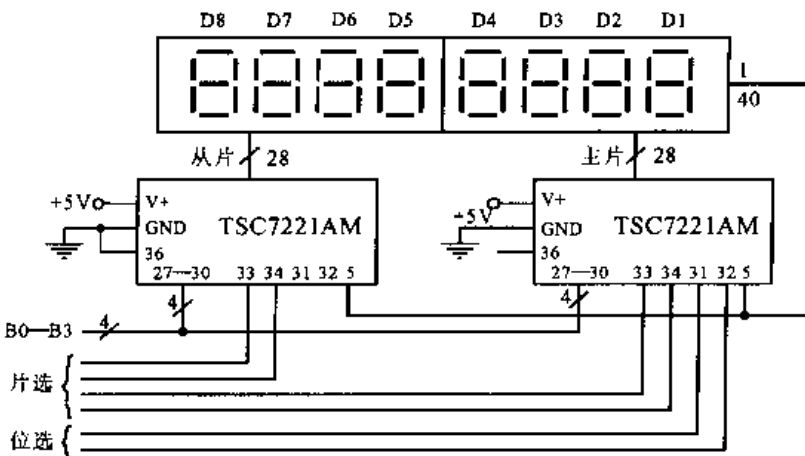 D8 D7 D6 D5 D4 D3 D2 D1
1
40
从片 28 主片 28
+5V V+ +5V V+
GND TSC7221AM GND TSC7221AM
36 36
27—30 33 34 31 32 5 27—30 33 34 31 32 5
4 4
B0—B3 4
片选
位选